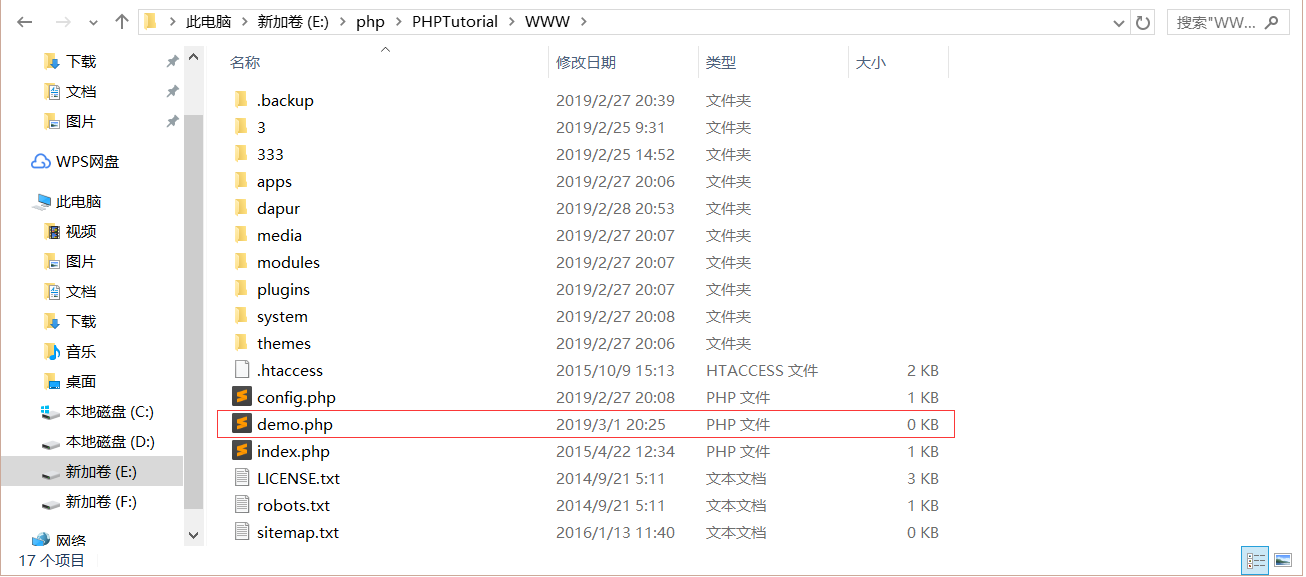 此电脑 新加卷 (E:) php PHPTutorial WWW 搜索"WW...
下载
文档
图片
WPS网盘
此电脑
视频
图片
文档
下载
音乐
桌面
本地磁盘 (C:)
本地磁盘 (D:)
新加卷 (E:)
新加卷 (F:)
网络
名称 修改日期 类型 大小
.backup 2019/2/27 20:39 文件夹
3 2019/2/25 9:31 文件夹
333 2019/2/25 14:52 文件夹
apps 2019/2/27 20:06 文件夹
dapur 2019/2/28 20:53 文件夹
media 2019/2/27 20:07 文件夹
modules 2019/2/27 20:07 文件夹
plugins 2019/2/27 20:07 文件夹
system 2019/2/27 20:08 文件夹
themes 2019/2/27 20:06 文件夹
.htaccess 2015/10/9 15:13 HTACCESS 文件 2 KB
config.php 2019/2/27 20:08 PHP 文件 1 KB
demo.php 2019/3/1 20:25 PHP 文件 0 KB
index.php 2015/4/22 12:34 PHP 文件 1 KB
LICENSE.txt 2014/9/21 5:11 文本文档 3 KB
robots.txt 2014/9/21 5:11 文本文档 1 KB
sitemap.txt 2016/1/13 11:40 文本文档 0 KB
17 个项目